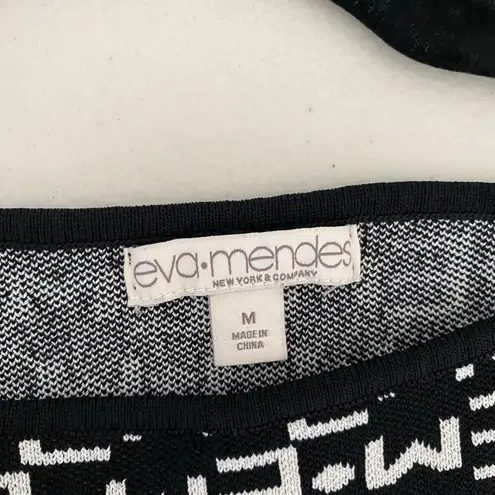 eva•mendes
NEW YORK & COMPANY
M
MADE IN
CHINA